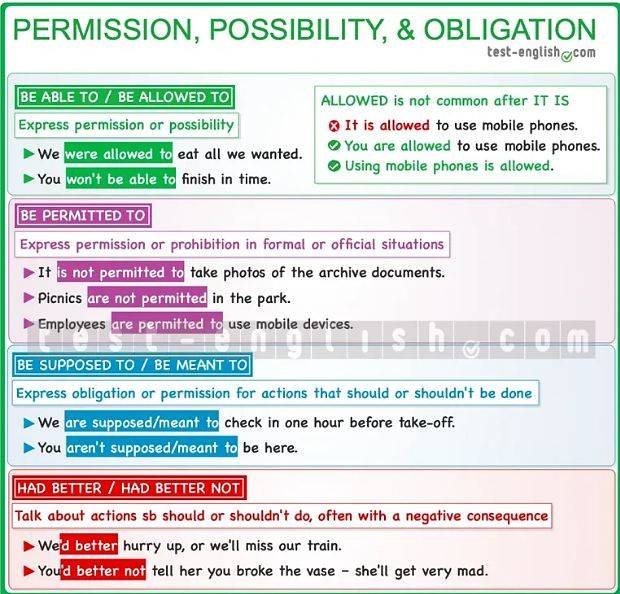 PERMISSION, POSSIBILITY, & OBLIGATION
test-english.com
BE ABLE TO / BE ALLOWED TO
Express permission or possibility
We were allowed to eat all we wanted.
You won't be able to finish in time.
ALLOWED is not common after IT IS
It is allowed to use mobile phones.
You are allowed to use mobile phones.
Using mobile phones is allowed.
BE PERMITTED TO
Express permission or prohibition in formal or official situations
It is not permitted to take photos of the archive documents.
Picnics are not permitted in the park.
Employees are permitted to use mobile devices.
test-english.com
BE SUPPOSED TO / BE MEANT TO
Express obligation or permission for actions that should or shouldn't be done
We are supposed/meant to check in one hour before take-off.
You aren't supposed/meant to be here.
HAD BETTER / HAD BETTER NOT
Talk about actions sb should or shouldn't do, often with a negative consequence
We'd better hurry up, or we'll miss our train.
You'd better not tell her you broke the vase – she'll get very mad.